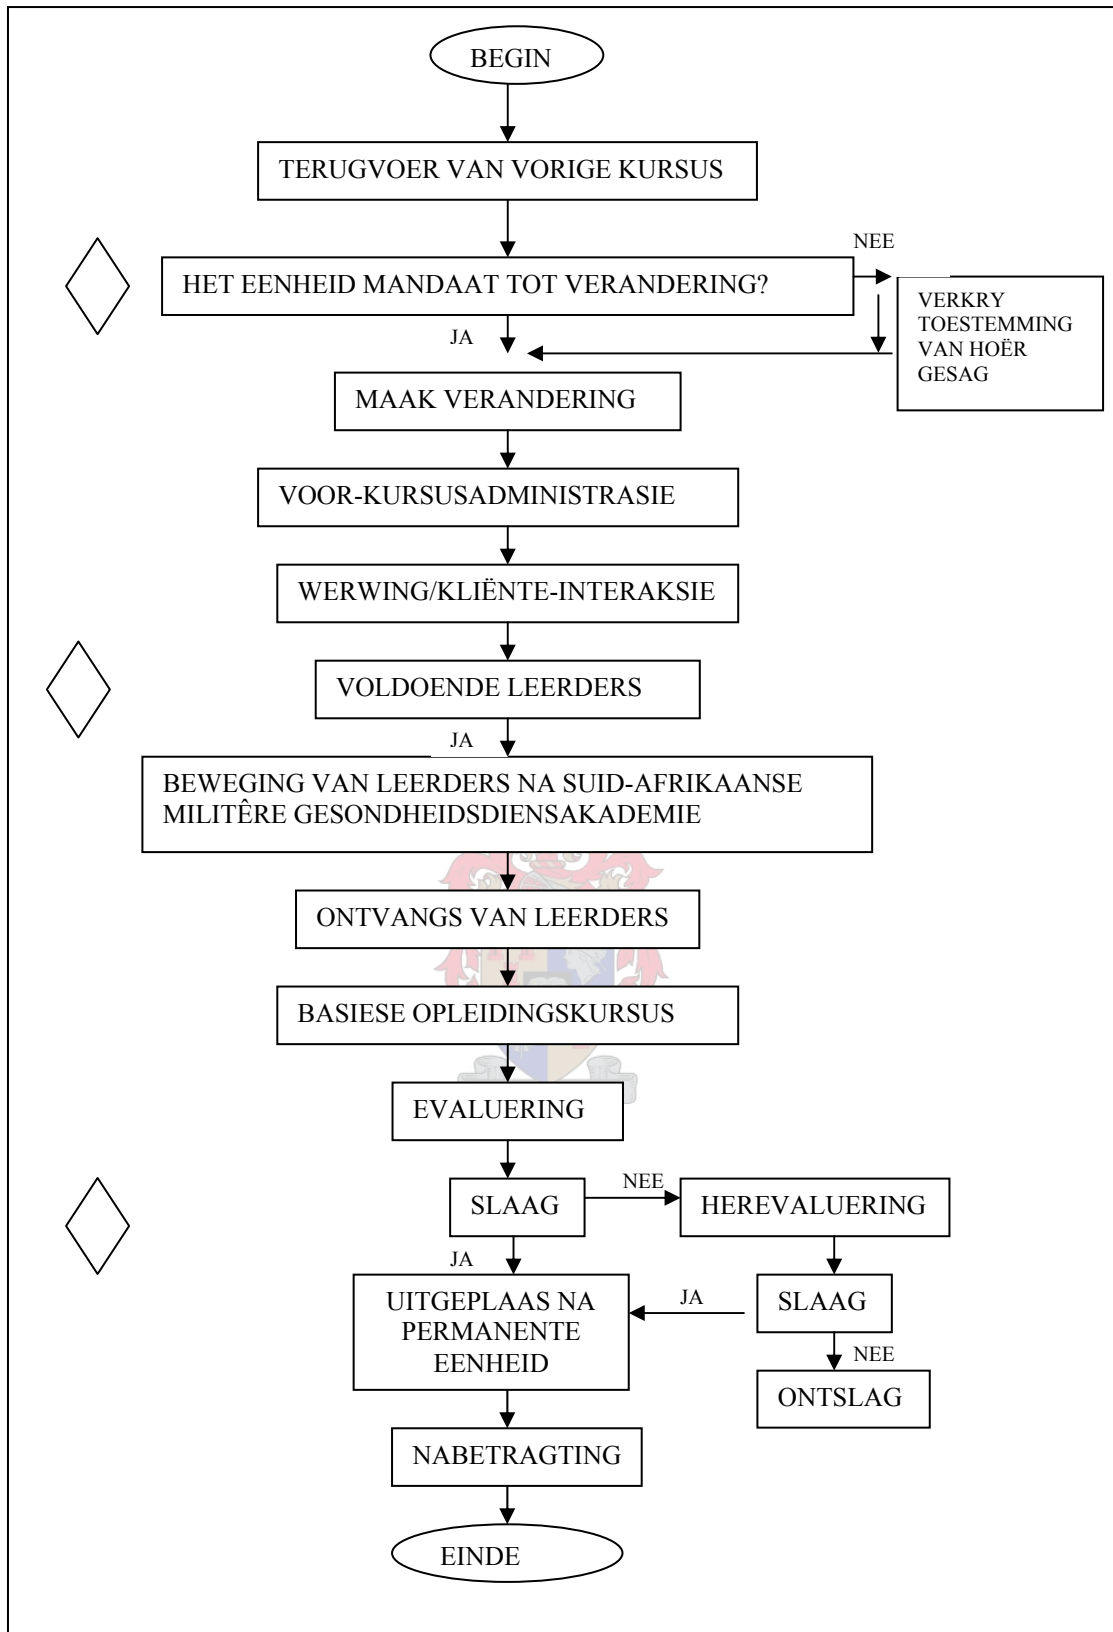 BEGIN
TERUGVOER VAN VORIGE KURSUS
NEE
HET EENHEID MANDAAT TOT VERANDERING?
VERKRY
TOESTEMMING
VAN HOËR
GESAG
JA
MAAK VERANDERING
VOOR-KURSUSADMINISTRASIE
WERWING/KLIËNTE-INTERAKSIE
VOLDOENDE LEERDERS
JA
BEWEGING VAN LEERDERS NA SUID-AFRIKAANSE
MILITÊRE GESONDHEIDSDIENSAKADEMIE
ONTVANGS VAN LEERDERS
BASIESE OPLEIDINGSKURSUS
EVALUERING
SLAAG
NEE
HEREVALUERING
JA
UITGEPLAAS NA
PERMANENTE
EENHEID
JA
SLAAG
NEE
ONTSLAG
NABETRAGTING
EINDE